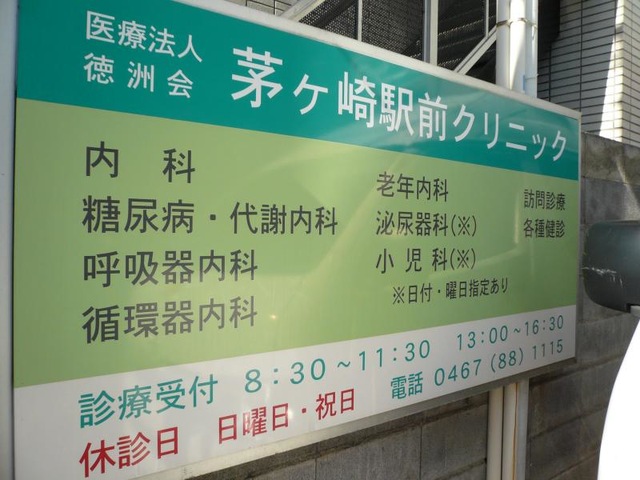 医療法人
徳洲会
茅ヶ崎駅前クリニック
内 科
糖尿病・代謝内科
呼吸器内科
循環器内科
老年内科
泌尿器科(※)
小児科(※)
※日付・曜日指定あり
訪問診療
各種健診
診療受付 8:30～11:30 13:00～16:30
休診日 日曜日・祝日
電話 0467(88)1115